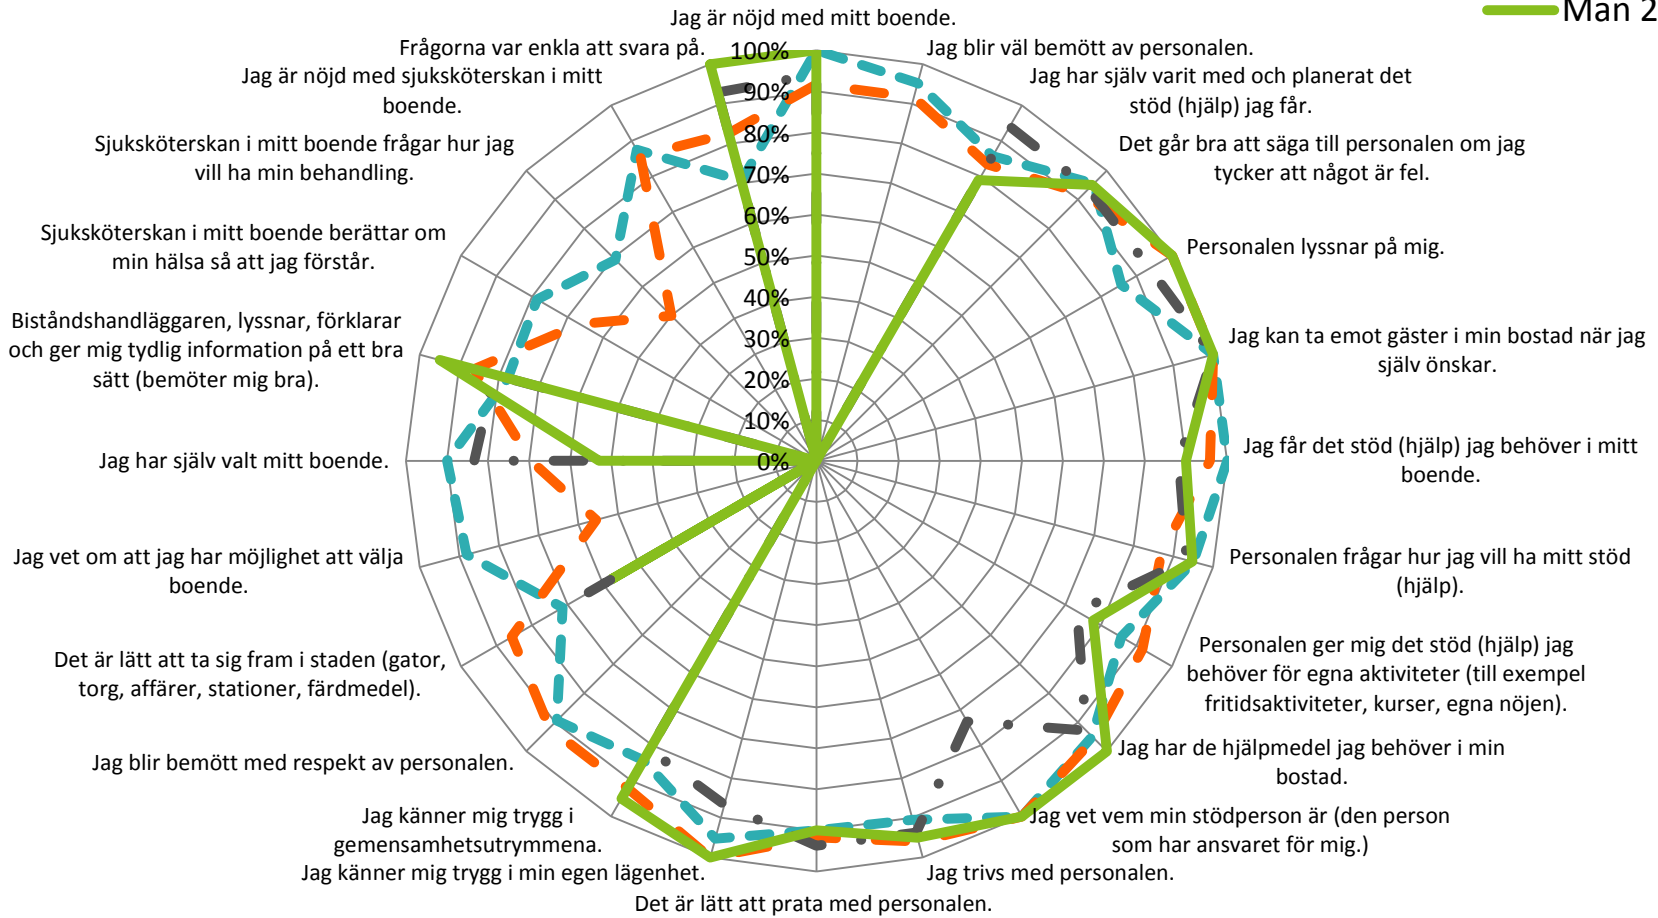 Jag är nöjd med mitt boende.
Man 2
Jag blir väl bemött av personalen.
Jag har själv varit med och planerat det
stöd (hjälp) jag får.
Det går bra att säga till personalen om jag
tycker att något är fel.
Personalen lyssnar på mig.
Jag kan ta emot gäster i min bostad när jag
själv önskar.
Jag får det stöd (hjälp) jag behöver i mitt
boende.
Personalen frågar hur jag vill ha mitt stöd
(hjälp).
Personalen ger mig det stöd (hjälp) jag
behöver för egna aktiviteter (till exempel
fritidsaktiviteter, kurser, egna nöjen).
Jag har de hjälpmedel jag behöver i min
bostad.
Jag vet vem min stödperson är (den person
som har ansvaret för mig.)
Jag trivs med personalen.
Det är lätt att prata med personalen.
Jag känner mig trygg i min egen lägenhet.
Jag känner mig trygg i
gemensamhetsutrymmena.
Jag blir bemött med respekt av personalen.
Det är lätt att ta sig fram i staden (gator,
torg, affärer, stationer, färdmedel).
Jag vet om att jag har möjlighet att välja
boende.
Jag har själv valt mitt boende.
Biståndshandläggaren, lyssnar, förklarar
och ger mig tydlig information på ett bra
sätt (bemöter mig bra).
Sjuksköterskan i mitt boende berättar om
min hälsa så att jag förstår.
Sjuksköterskan i mitt boende frågar hur jag
vill ha min behandling.
Jag är nöjd med sjuksköterskan i mitt
boende.
Frågorna var enkla att svara på.
100%
90%
80%
70%
60%
50%
40%
30%
20%
10%
0%